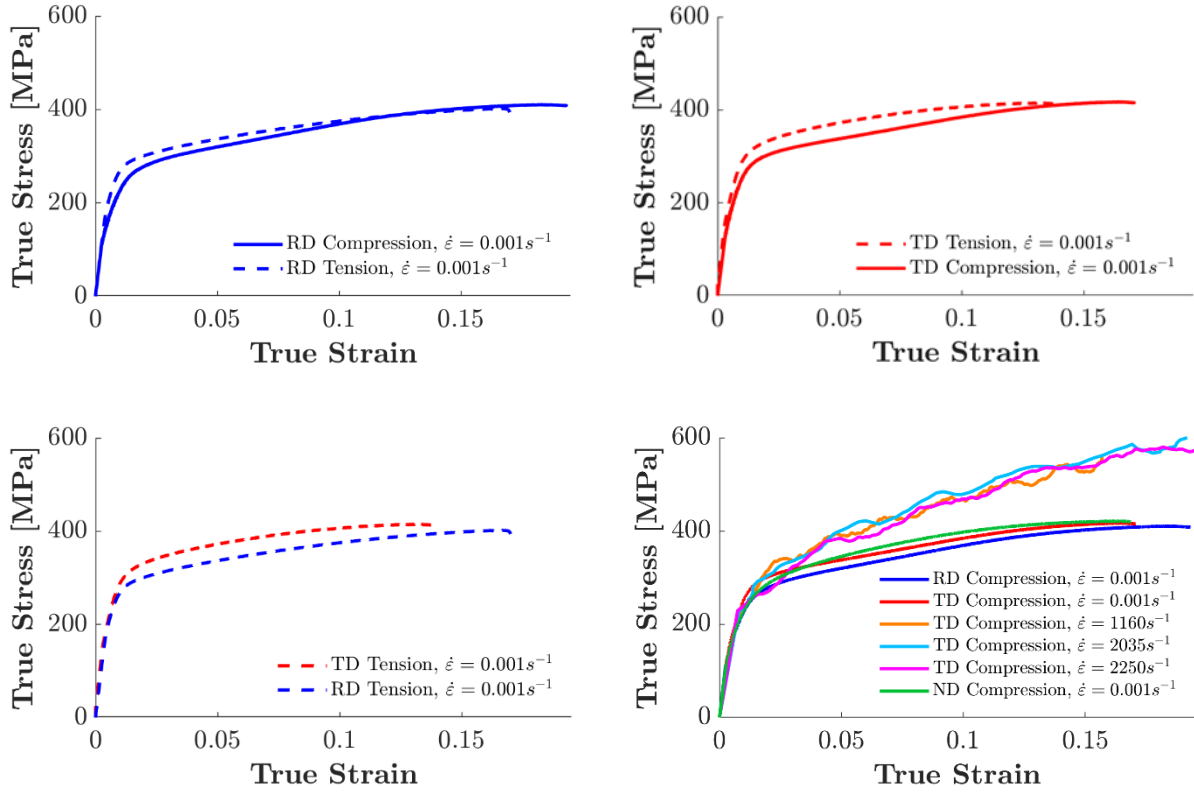 True Stress [MPa]
600
400
200
0
RD Compression, ε̇ = 0.001s⁻¹
RD Tension, ε̇ = 0.001s⁻¹
0 0.05 0.1 0.15
True Strain
True Stress [MPa]
600
400
200
0
TD Tension, ε̇ = 0.001s⁻¹
TD Compression, ε̇ = 0.001s⁻¹
0 0.05 0.1 0.15
True Strain
True Stress [MPa]
600
400
200
0
TD Tension, ε̇ = 0.001s⁻¹
RD Tension, ε̇ = 0.001s⁻¹
0 0.05 0.1 0.15
True Strain
True Stress [MPa]
600
400
200
0
RD Compression, ε̇ = 0.001s⁻¹
TD Compression, ε̇ = 0.001s⁻¹
TD Compression, ε̇ = 1160s⁻¹
TD Compression, ε̇ = 2035s⁻¹
TD Compression, ε̇ = 2250s⁻¹
ND Compression, ε̇ = 0.001s⁻¹
0 0.05 0.1 0.15
True Strain